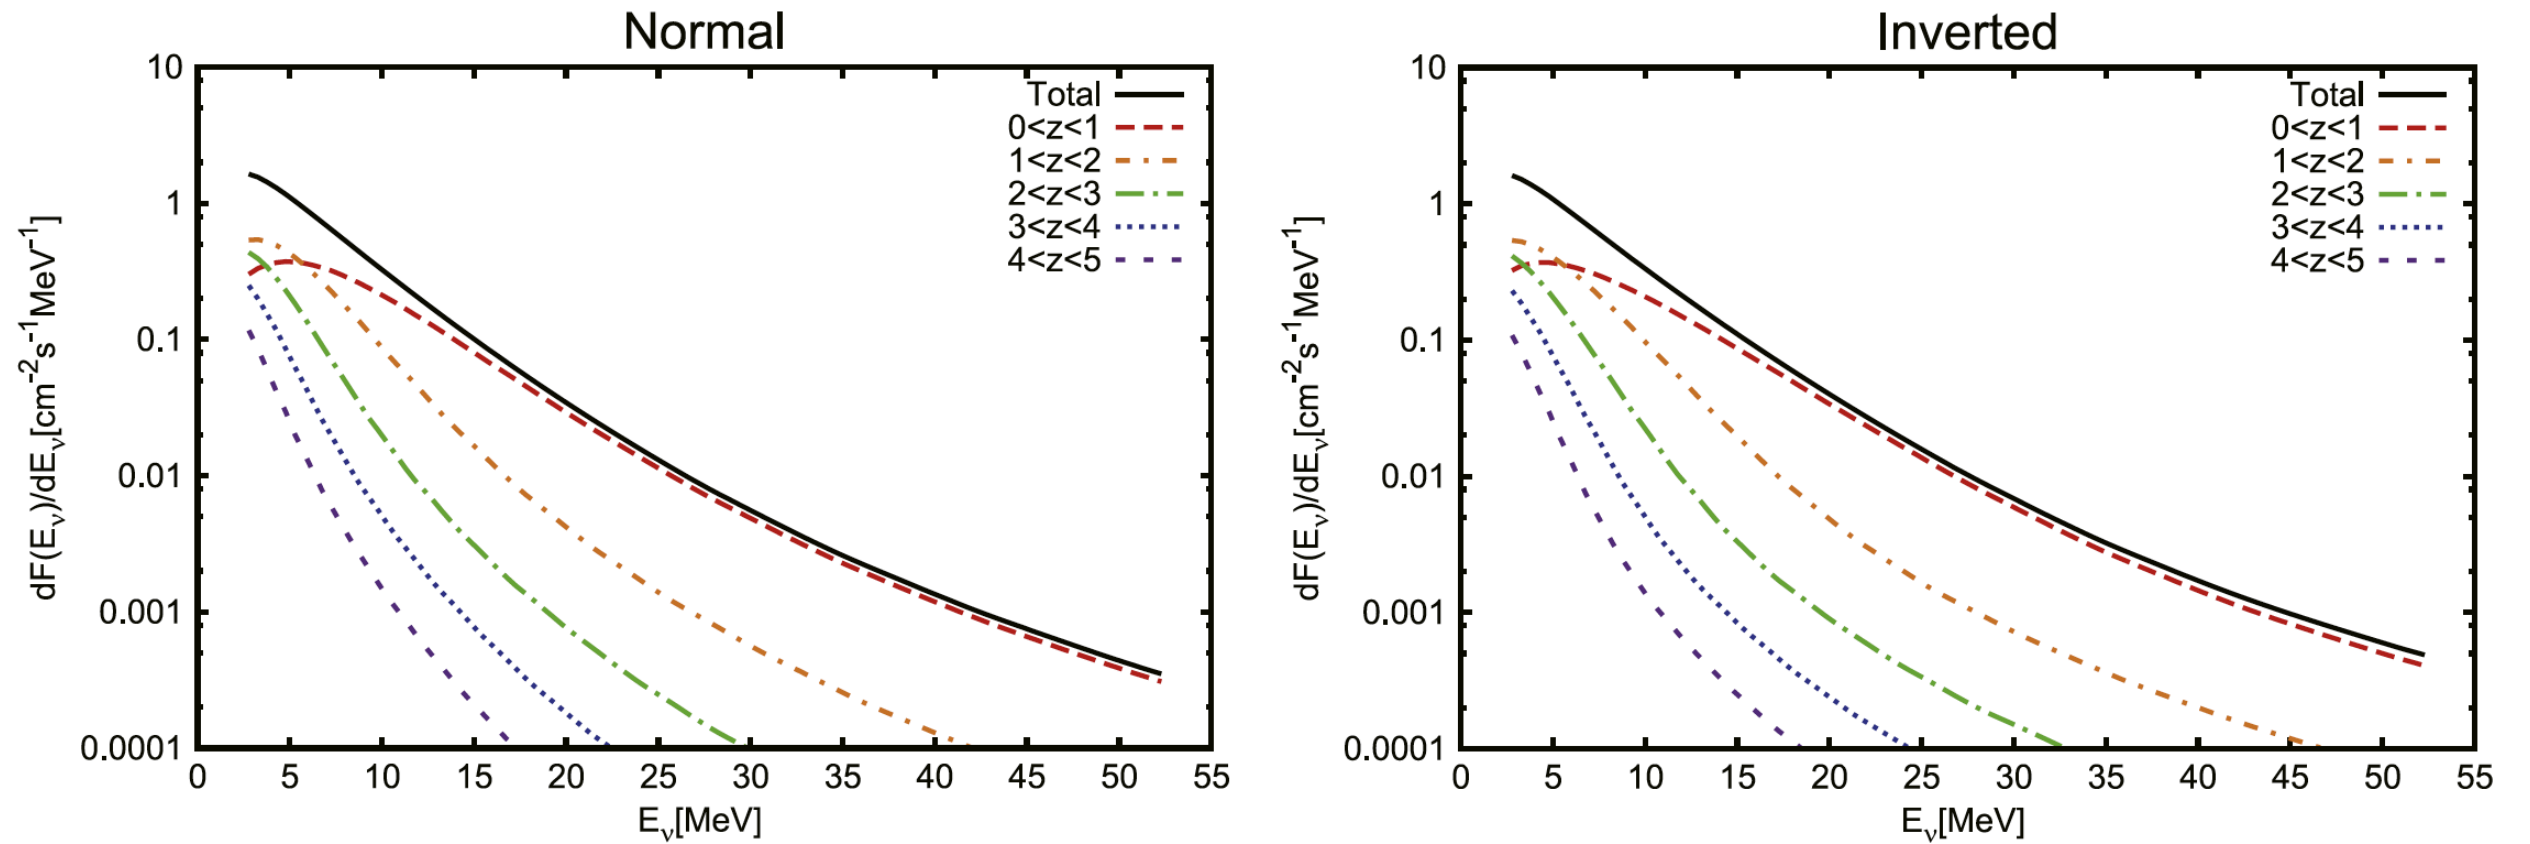 Normal
10
1
0.1
0.01
0.001
0.0001
dF(Eν)/dEν[cm-2s-1MeV-1]
Total
0<z<1
1<z<2
2<z<3
3<z<4
4<z<5
0 5 10 15 20 25 30 35 40 45 50 55
Eν[MeV]
Inverted
10
1
0.1
0.01
0.001
0.0001
dF(Eν)/dEν[cm-2s-1MeV-1]
Total
0<z<1
1<z<2
2<z<3
3<z<4
4<z<5
0 5 10 15 20 25 30 35 40 45 50 55
Eν[MeV]